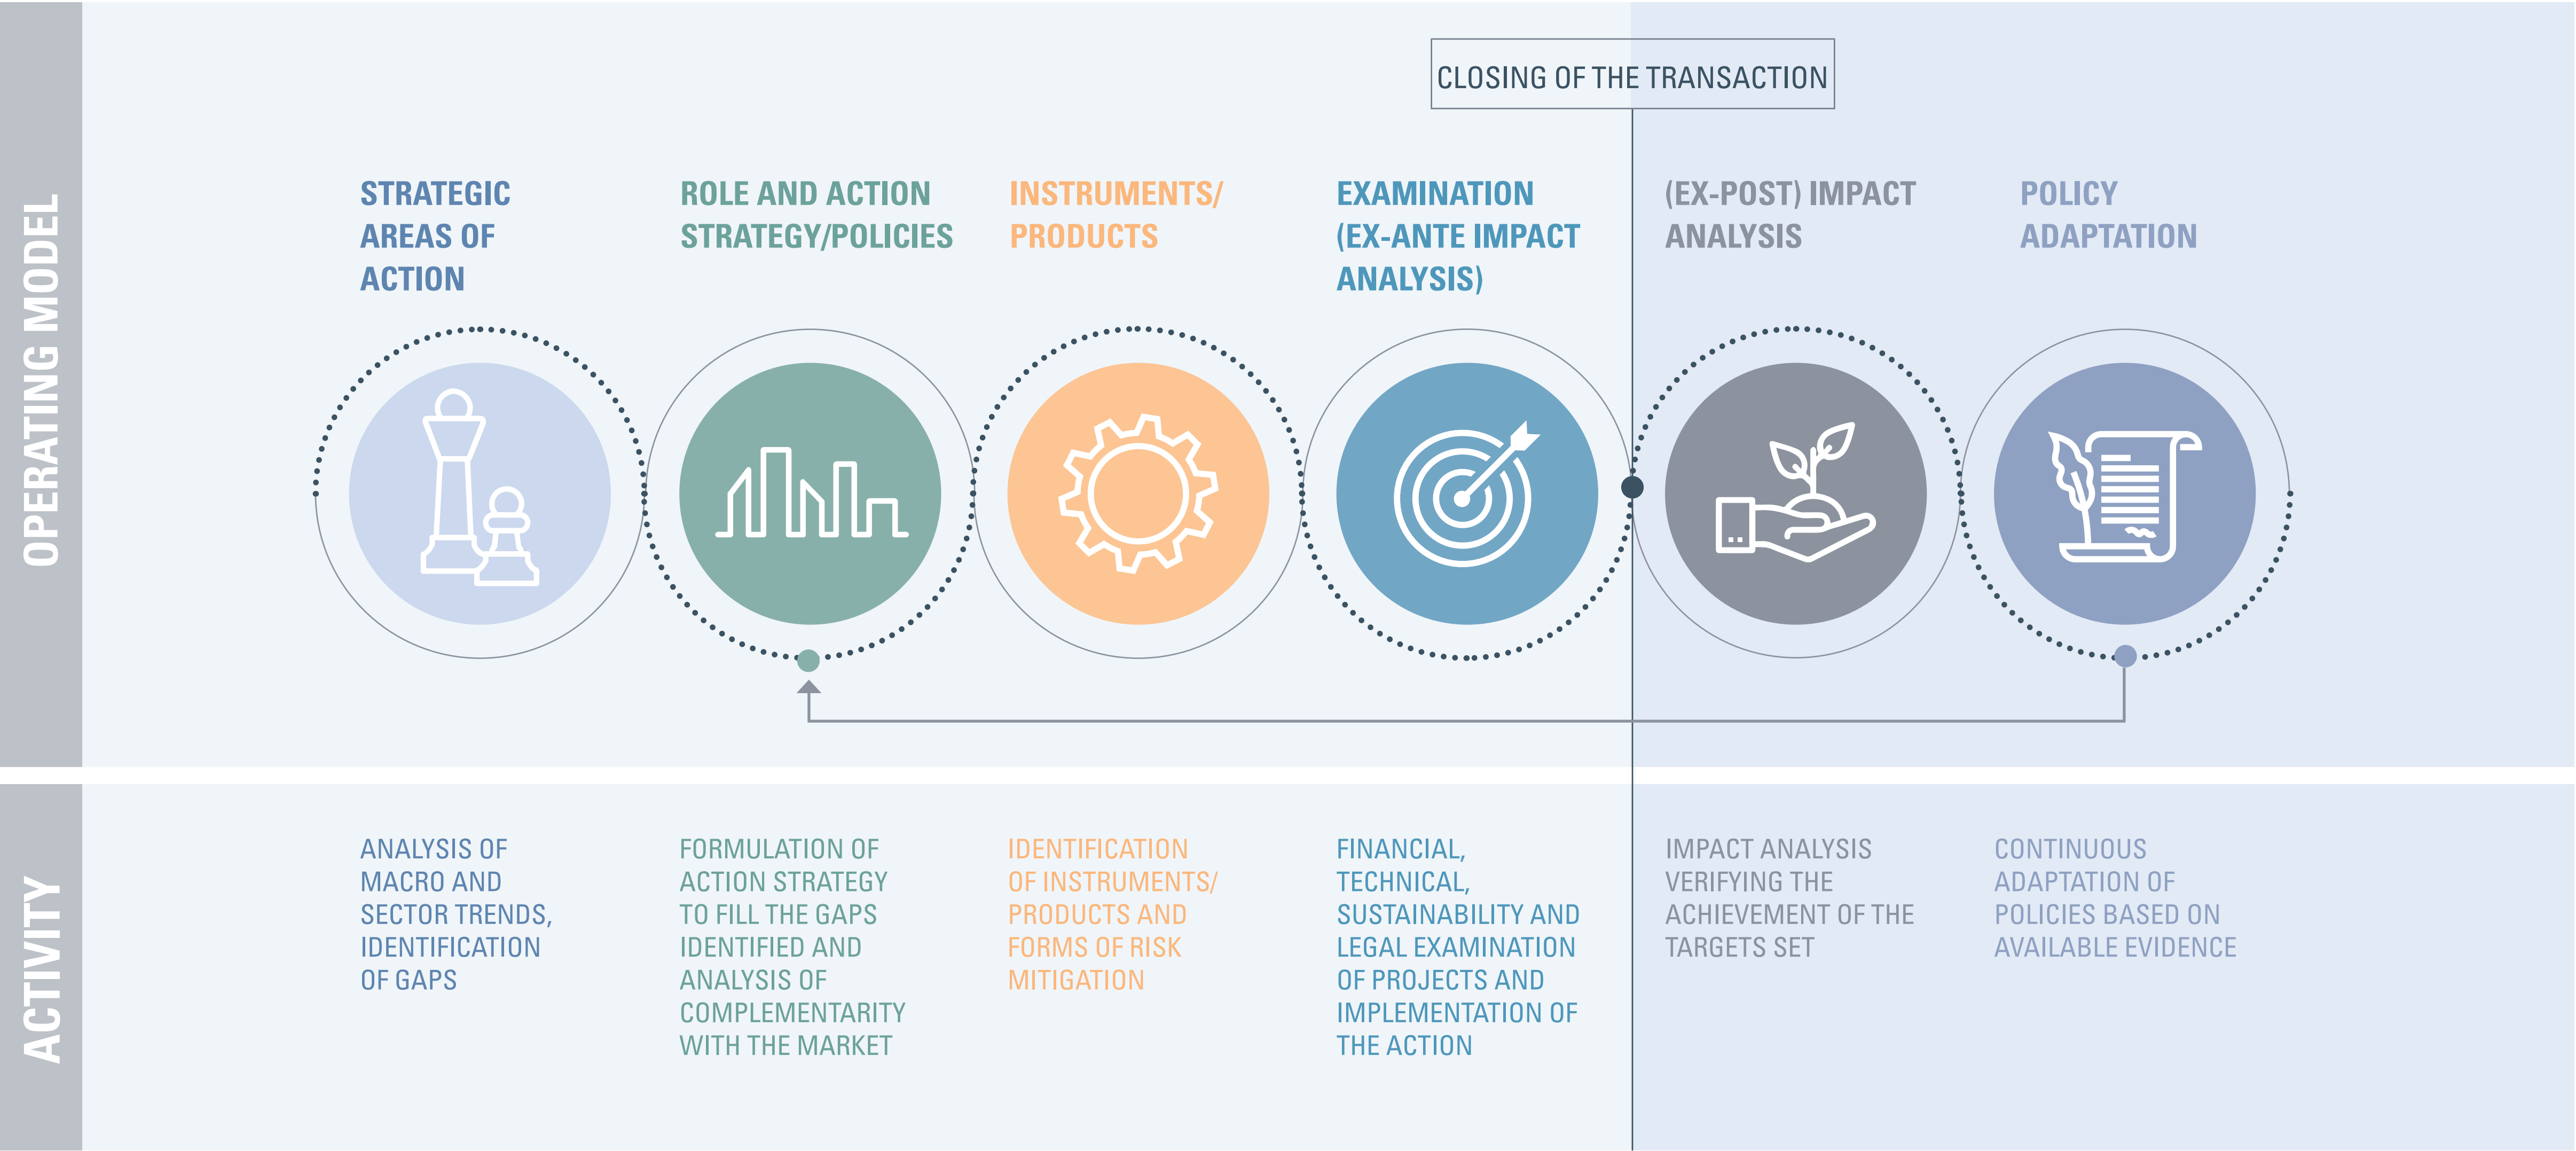 OPERATING MODEL
CLOSING OF THE TRANSACTION
STRATEGIC
AREAS OF
ACTION
ROLE AND ACTION
STRATEGY/POLICIES
INSTRUMENTS/
PRODUCTS
EXAMINATION
(EX-ANTE IMPACT
ANALYSIS)
(EX-POST) IMPACT
ANALYSIS
POLICY
ADAPTATION
ACTIVITY
ANALYSIS OF
MACRO AND
SECTOR TRENDS,
IDENTIFICATION
OF GAPS
FORMULATION OF
ACTION STRATEGY
TO FILL THE GAPS
IDENTIFIED AND
ANALYSIS OF
COMPLEMENTARITY
WITH THE MARKET
IDENTIFICATION
OF INSTRUMENTS/
PRODUCTS AND
FORMS OF RISK
MITIGATION
FINANCIAL,
TECHNICAL,
SUSTAINABILITY AND
LEGAL EXAMINATION
OF PROJECTS AND
IMPLEMENTATION OF
THE ACTION
IMPACT ANALYSIS
VERIFYING THE
ACHIEVEMENT OF THE
TARGETS SET
CONTINUOUS
ADAPTATION OF
POLICIES BASED ON
AVAILABLE EVIDENCE